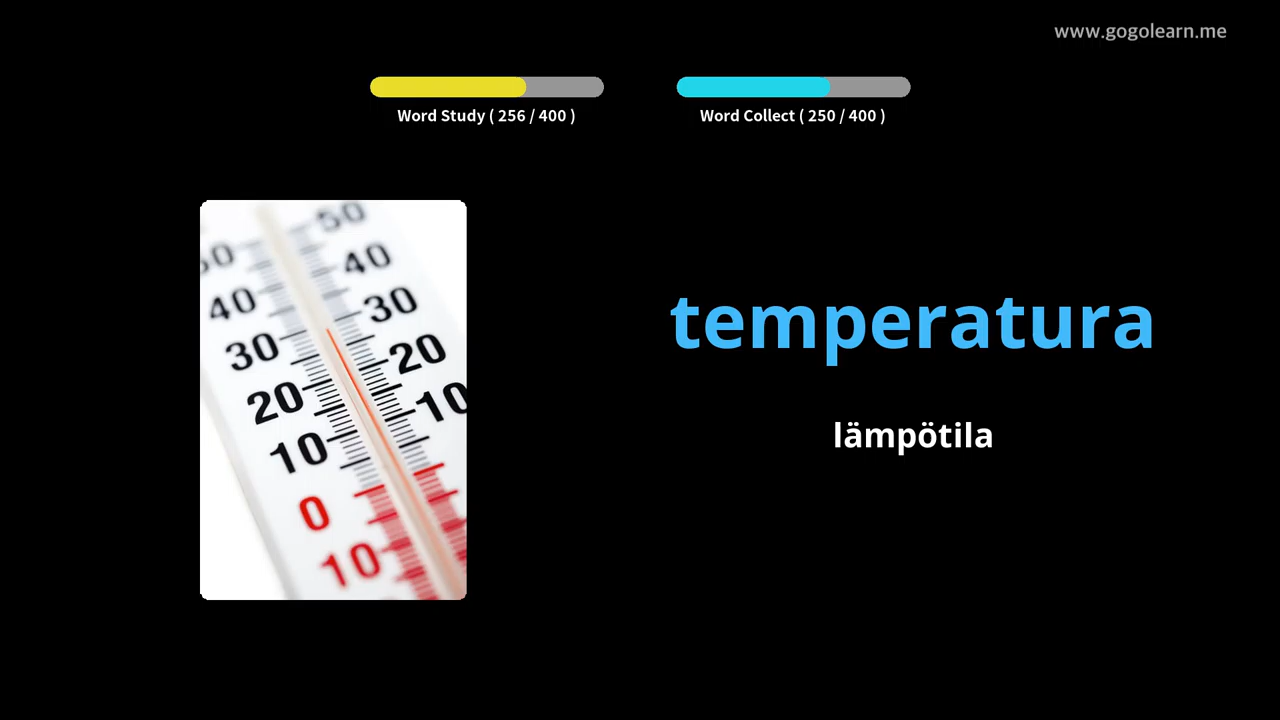 www.gogolearn.me
Word Study ( 256 / 400 )
Word Collect ( 250 / 400 )
50
40
40
30
30
20
20
10
10
0
10
temperatura
lämpötila